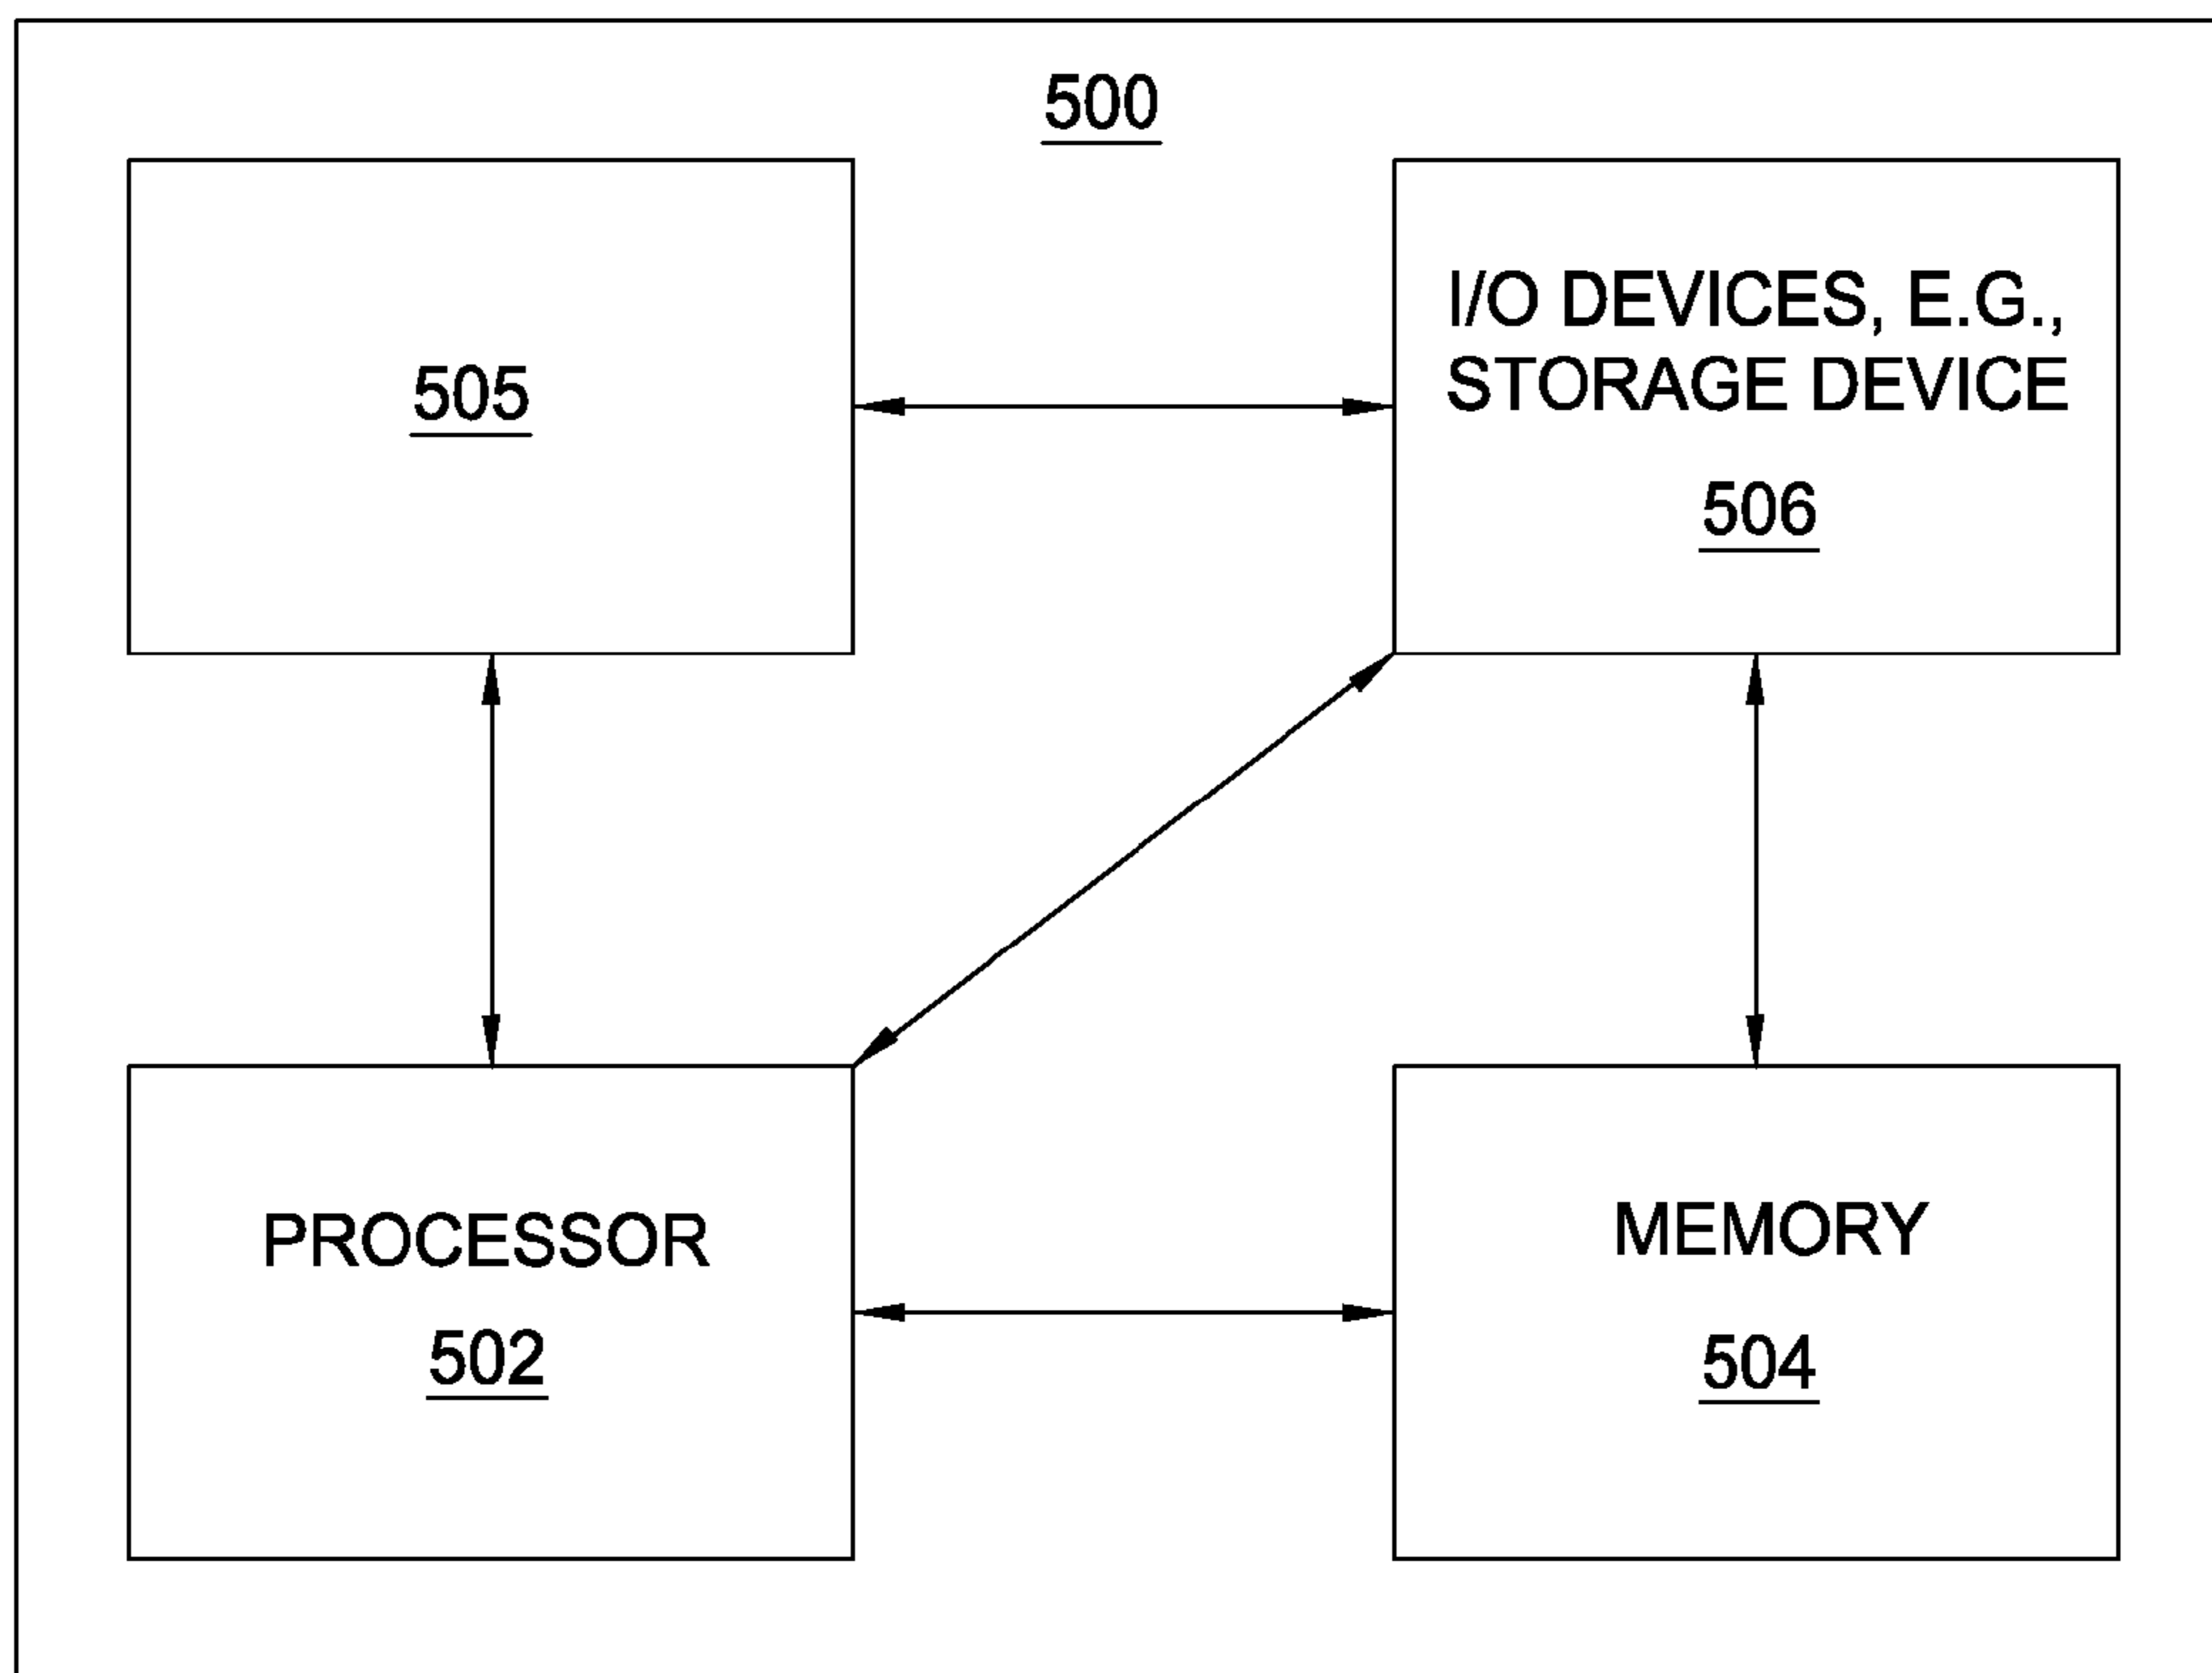 500
505
I/O DEVICES, E.G.,
STORAGE DEVICE
506
PROCESSOR
502
MEMORY
504